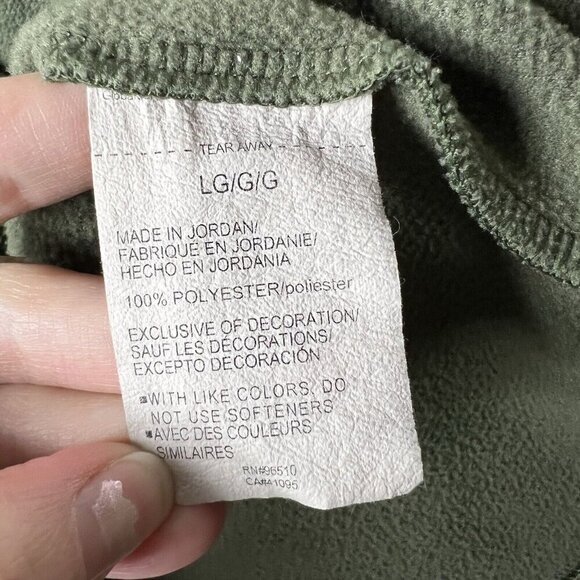 TEAR AWAY
LG/G/G
MADE IN JORDAN/
FABRIQUÉ EN JORDANIE/
HECHO EN JORDANIA
100% POLYESTER/poliéster
EXCLUSIVE OF DECORATION/
SAUF LES DÉCORATIONS/
EXCEPTO DECORACIÓN
WITH LIKE COLORS, DO
NOT USE SOFTENERS
AVEC DES COULEURS
SIMILAIRES
RN#96510
CA#41095